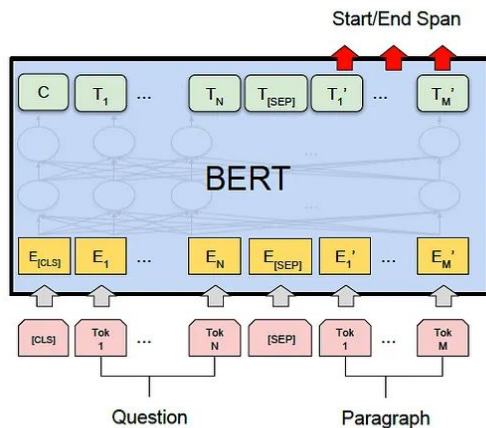 Start/End Span
C T1 ... TN T[SEP] T1' ... TM'
...
BERT
...
E[CLS] E1 ... EN E[SEP] E1' ... EM'
[CLS] Tok 1 ... Tok N [SEP] Tok 1 ... Tok M
Question Paragraph